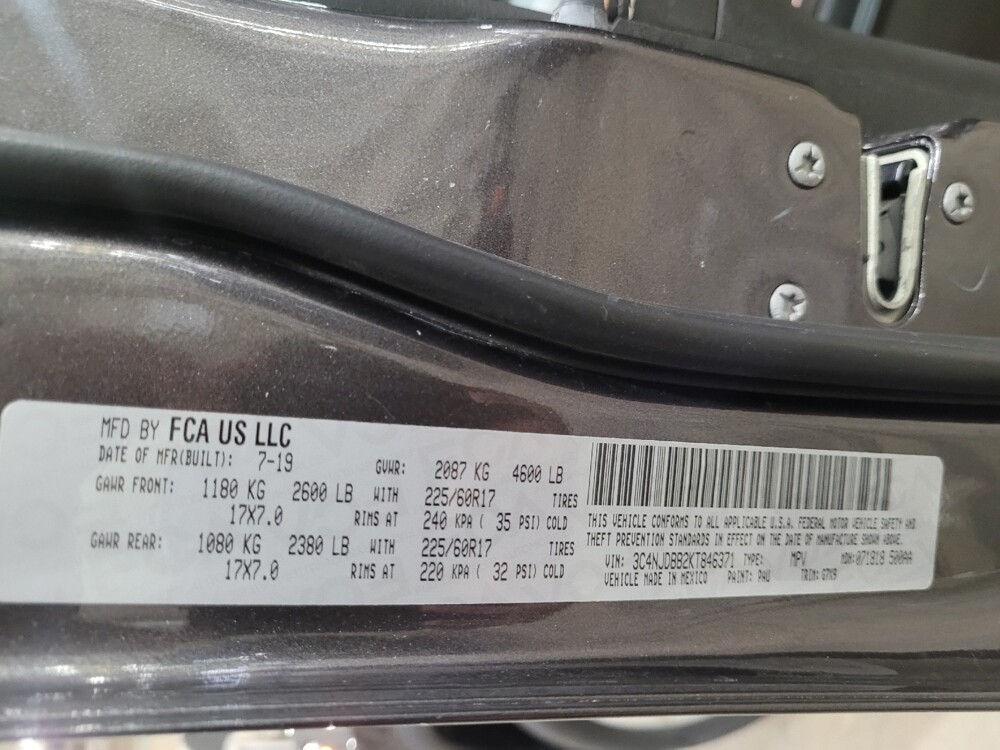 MFD BY FCA US LLC
DATE OF MFR(BUILT): 7-19 GVWR: 2087 KG 4600 LB
GAWR FRONT: 1180 KG 2600 LB WITH 225/60R17 TIRES
17X7.0 RIMS AT 240 KPA ( 35 PSI) COLD
GAWR REAR: 1080 KG 2380 LB WITH 225/60R17 TIRES
17X7.0 RIMS AT 220 KPA ( 32 PSI) COLD
THIS VEHICLE CONFORMS TO ALL APPLICABLE U.S.A. FEDERAL MOTOR VEHICLE SAFETY AND
THEFT PREVENTION STANDARDS IN EFFECT ON THE DATE OF MANUFACTURE SHOWN ABOVE.
VIN: 3C4NJDBB2KT846371 TYPE: MPV MDH: 071818 500AA
VEHICLE MADE IN MEXICO PAINT: PAU TRIM: G7X9